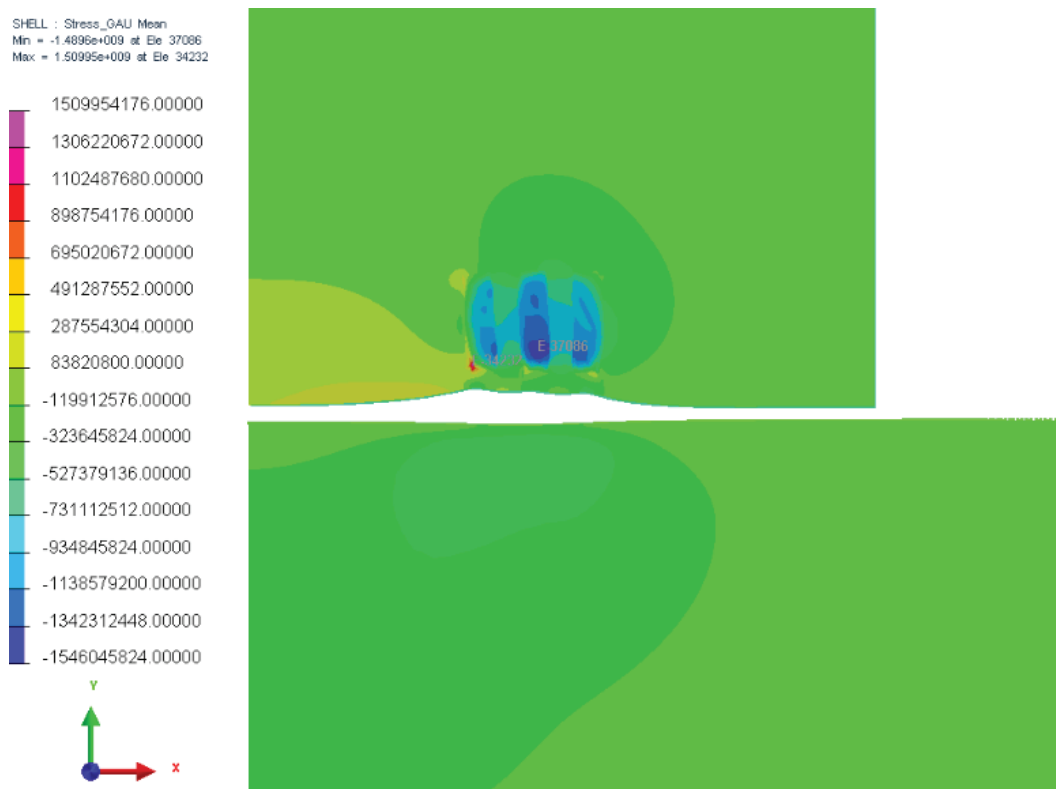 SHELL : Stress_GAU Mean
Min = -1.4896e+009 at Ele 37086
Max = 1.50995e+009 at Ele 34232
1509954176.00000
1306220672.00000
1102487680.00000
898754176.00000
695020672.00000
491287552.00000
287554304.00000
83820800.00000
-119912576.00000
-323645824.00000
-527379136.00000
-731112512.00000
-934845824.00000
-1138579200.00000
-1342312448.00000
-1546045824.00000
E 37086
Y
X